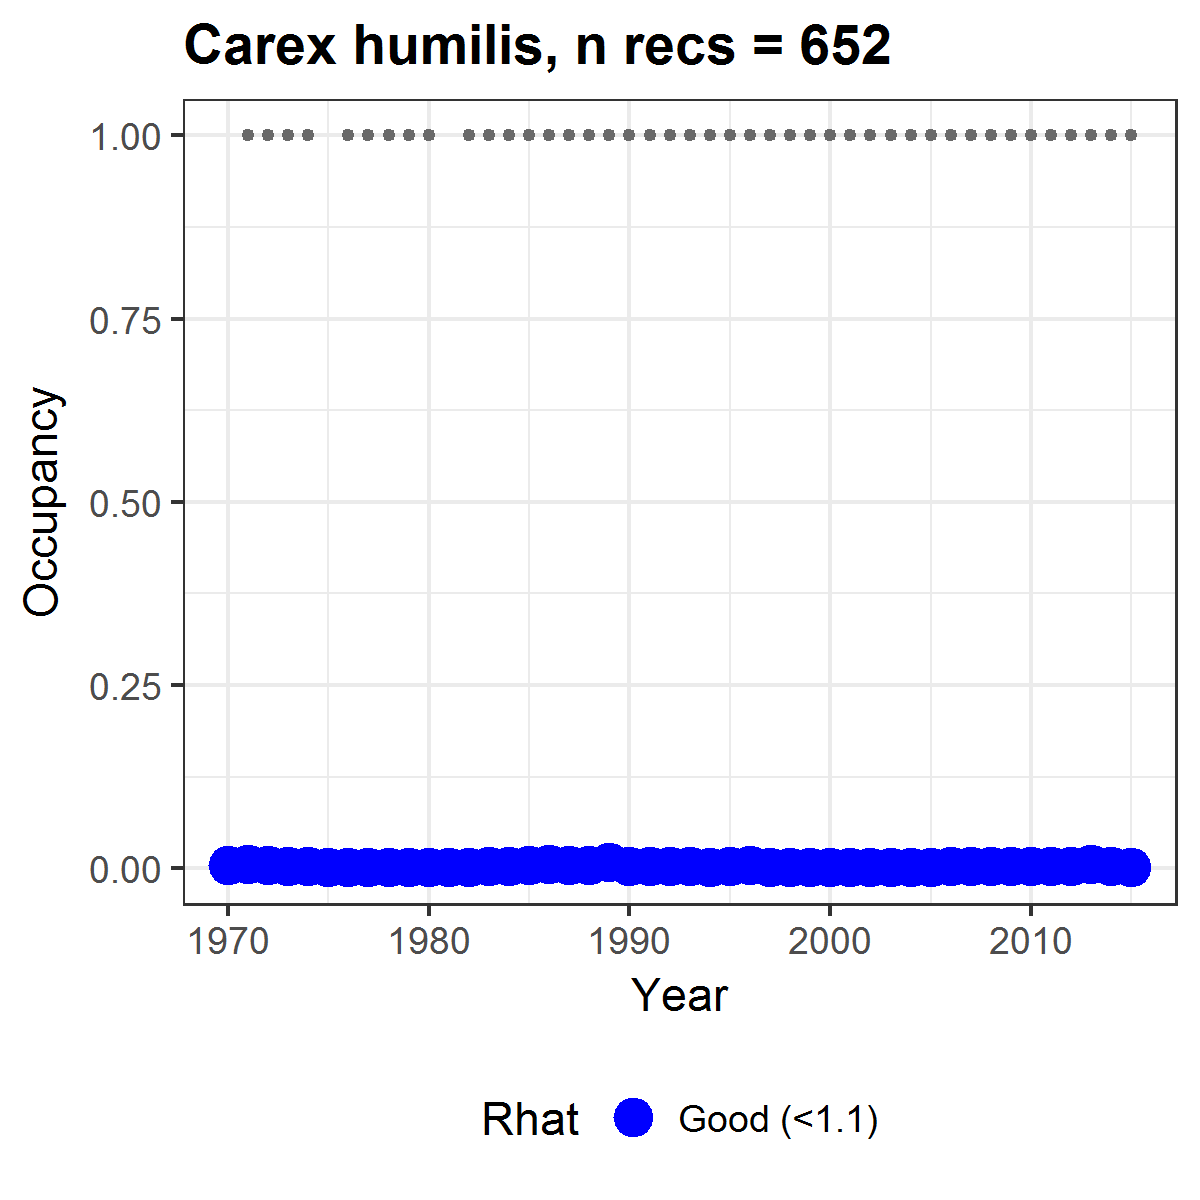 Carex humilis, n recs = 652
1.00
0.75
0.50
0.25
0.00
Occupancy
1970 1980 1990 2000 2010
Year
Rhat Good (<1.1)